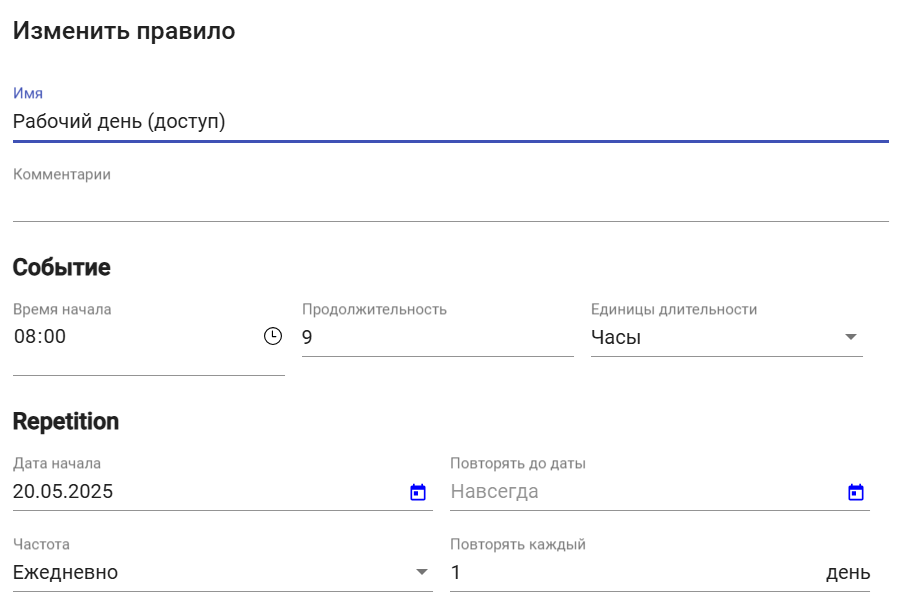 Изменить правило
Имя
Рабочий день (доступ)
Комментарии
Событие
Время начала
Продолжительность
Единицы длительности
08:00
9
Часы
Repetition
Дата начала
Повторять до даты
20.05.2025
Навсегда
Частота
Повторять каждый
Ежедневно
1
день